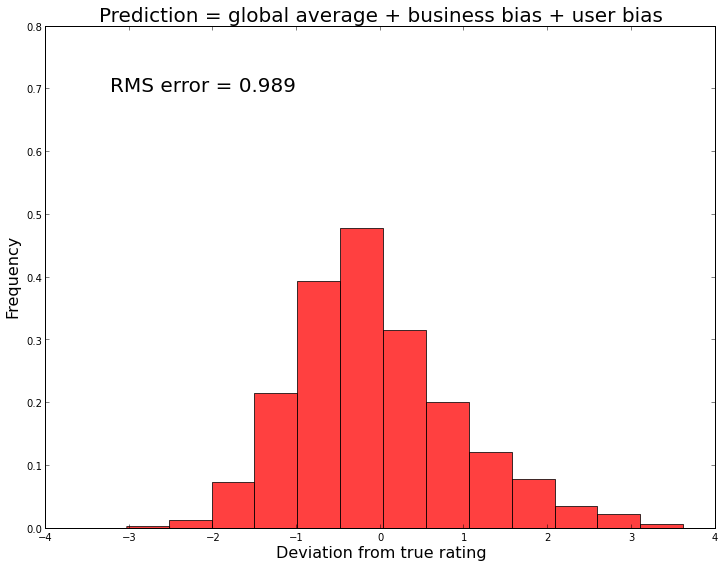 Prediction = global average + business bias + user bias
RMS error = 0.989
Frequency
0.8
0.7
0.6
0.5
0.4
0.3
0.2
0.1
0.0
−4 −3 −2 −1 0 1 2 3 4
Deviation from true rating